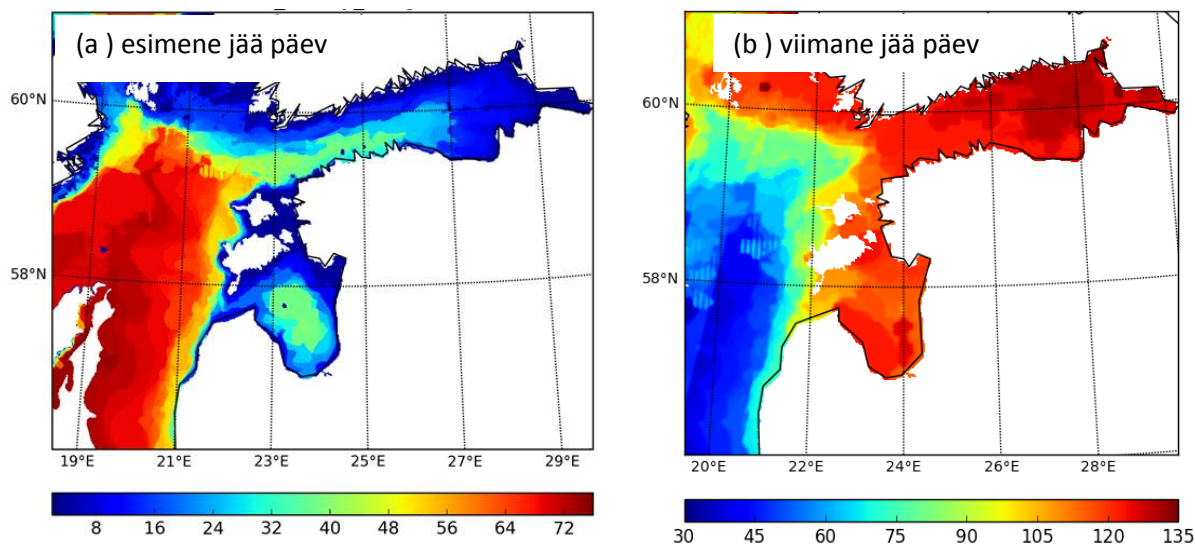 (a ) esimene jää päev
60°N
58°N
19°E 21°E 23°E 25°E 27°E 29°E
8 16 24 32 40 48 56 64 72
(b ) viimane jää päev
60°N
58°N
20°E 22°E 24°E 26°E 28°E
30 45 60 75 90 105 120 135